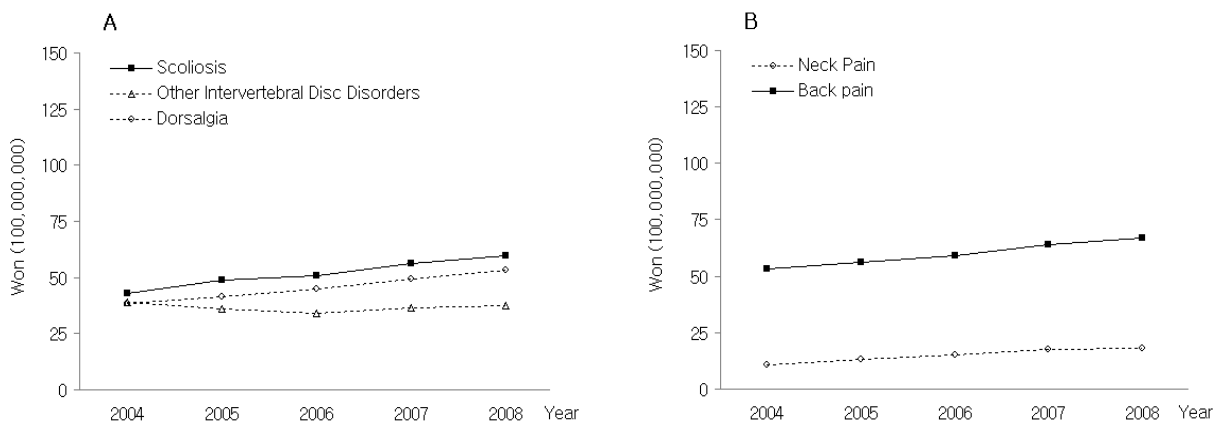 A
150
125
100
75
50
25
0
Won (100,000,000)
Scoliosis
Other Intervertebral Disc Disorders
Dorsalgia
2004 2005 2006 2007 2008 Year
B
150
125
100
75
50
25
0
Won (100,000,000)
Neck Pain
Back pain
2004 2005 2006 2007 2008 Year